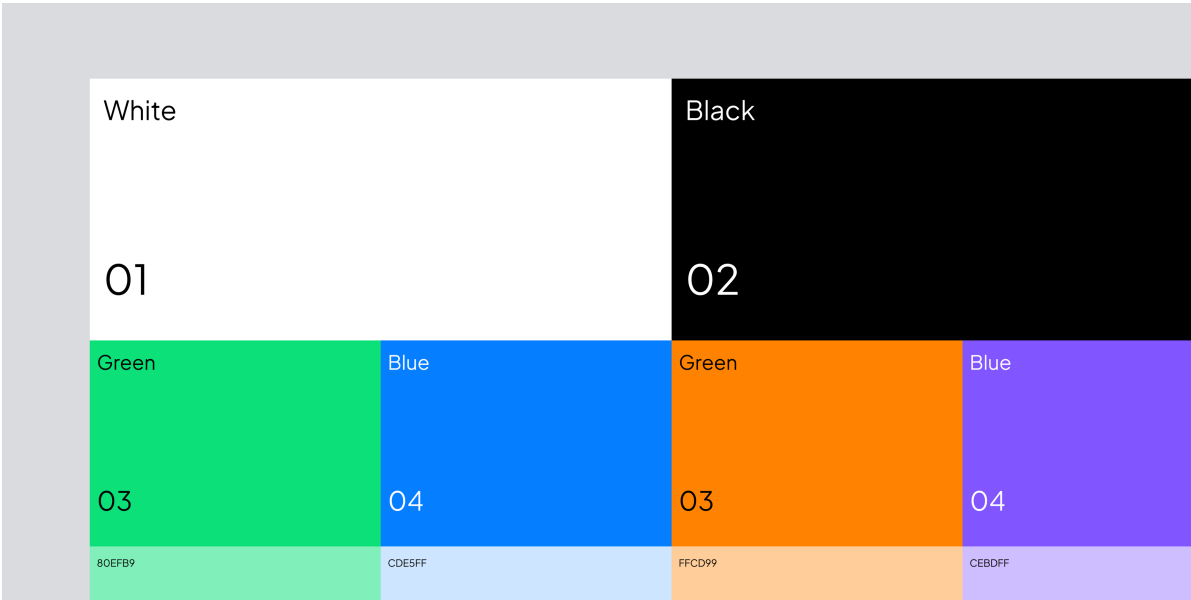 White
Black
01
02
Green
Blue
Green
Blue
03
04
03
04
80EFB9
CDE5FF
FFCD99
CEBDFF